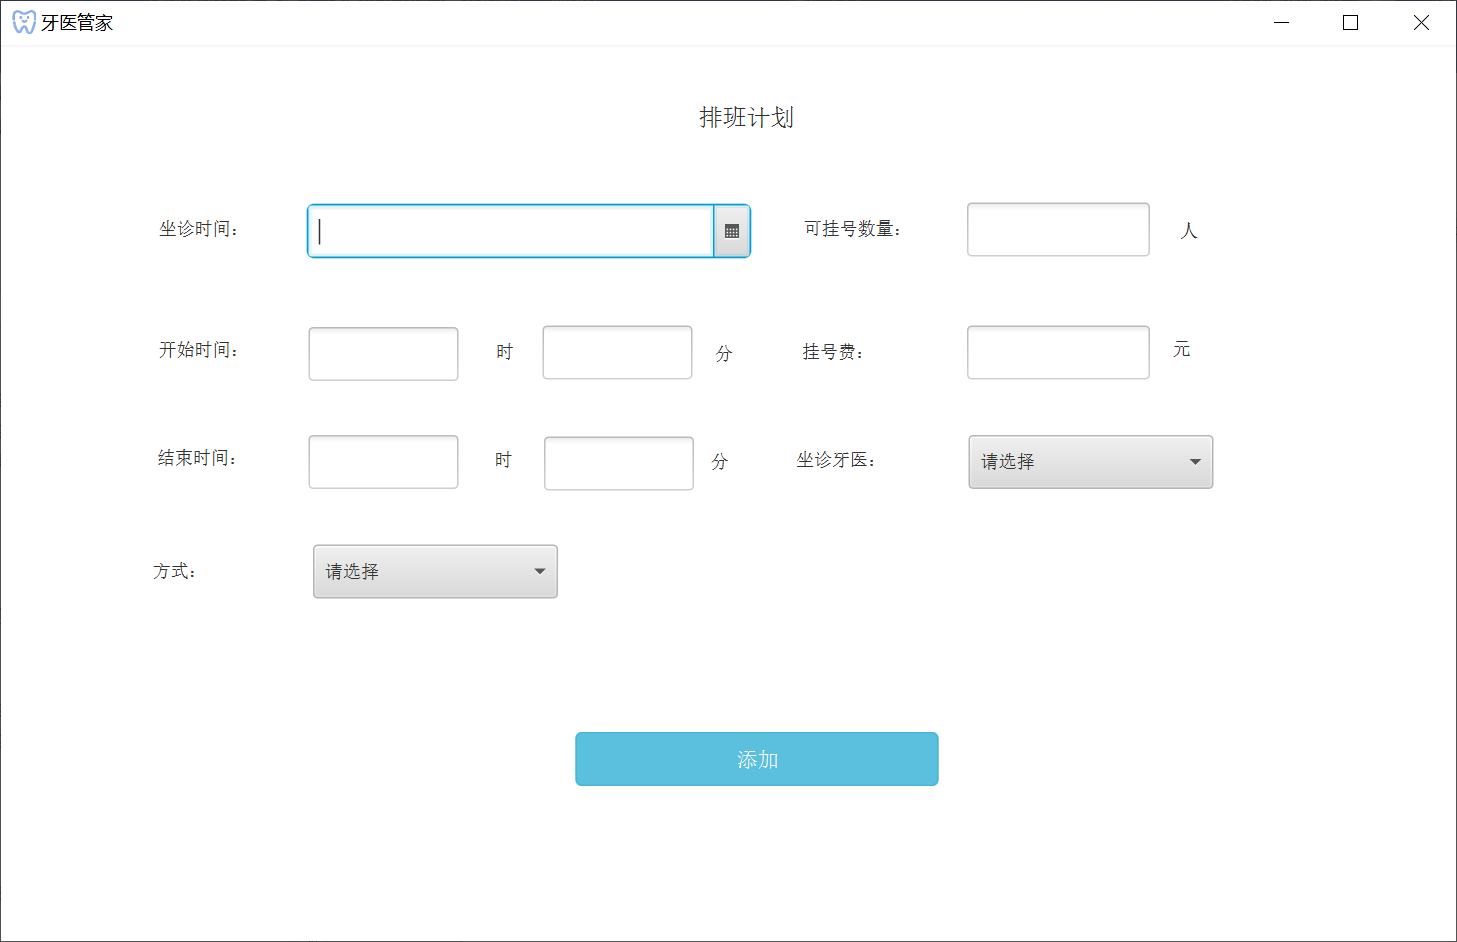 牙医管家
排班计划
坐诊时间： 可挂号数量： 人
开始时间： 时 分 挂号费： 元
结束时间： 时 分 坐诊牙医： 请选择
方式： 请选择
添加